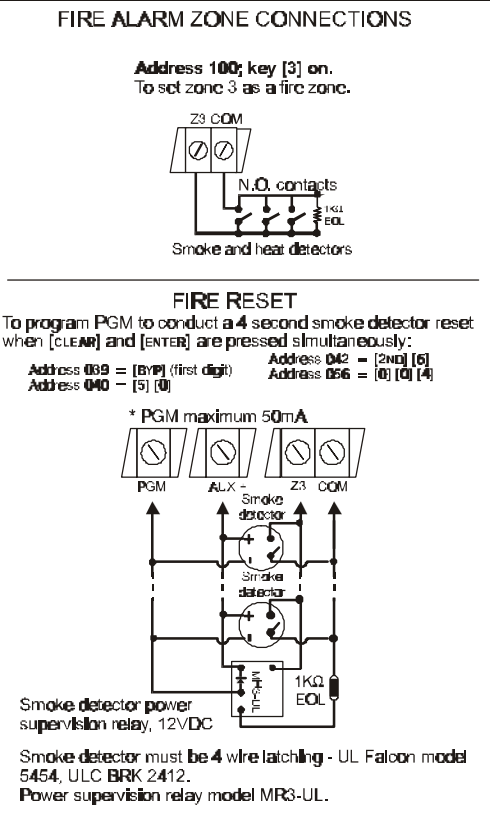 FIRE ALARM ZONE CONNECTIONS
Address 100; key [3] on.
To set zone 3 as a fire zone.
Z3 COM
N.O. contacts
1KΩ
EOL
Smoke and heat detectors
FIRE RESET
To program PGM to conduct a 4 second smoke detector reset
when [CLEAR] and [ENTER] are pressed simultaneously:
Address 039 = [BYP] (first digit)
Address 040 = [5] [0]
Address 042 = [2ND] [6]
Address 056 = [0] [0] [4]
* PGM maximum 50mA
PGM
AUX +
Z3
COM
Smoke
detector
+
-
Smoke
detector
+
-
MR3-UL
1KΩ
EOL
Smoke detector power
supervision relay, 12VDC
Smoke detector must be 4 wire latching - UL Falcon model
5454, ULC BRK 2412.
Power supervision relay model MR3-UL.